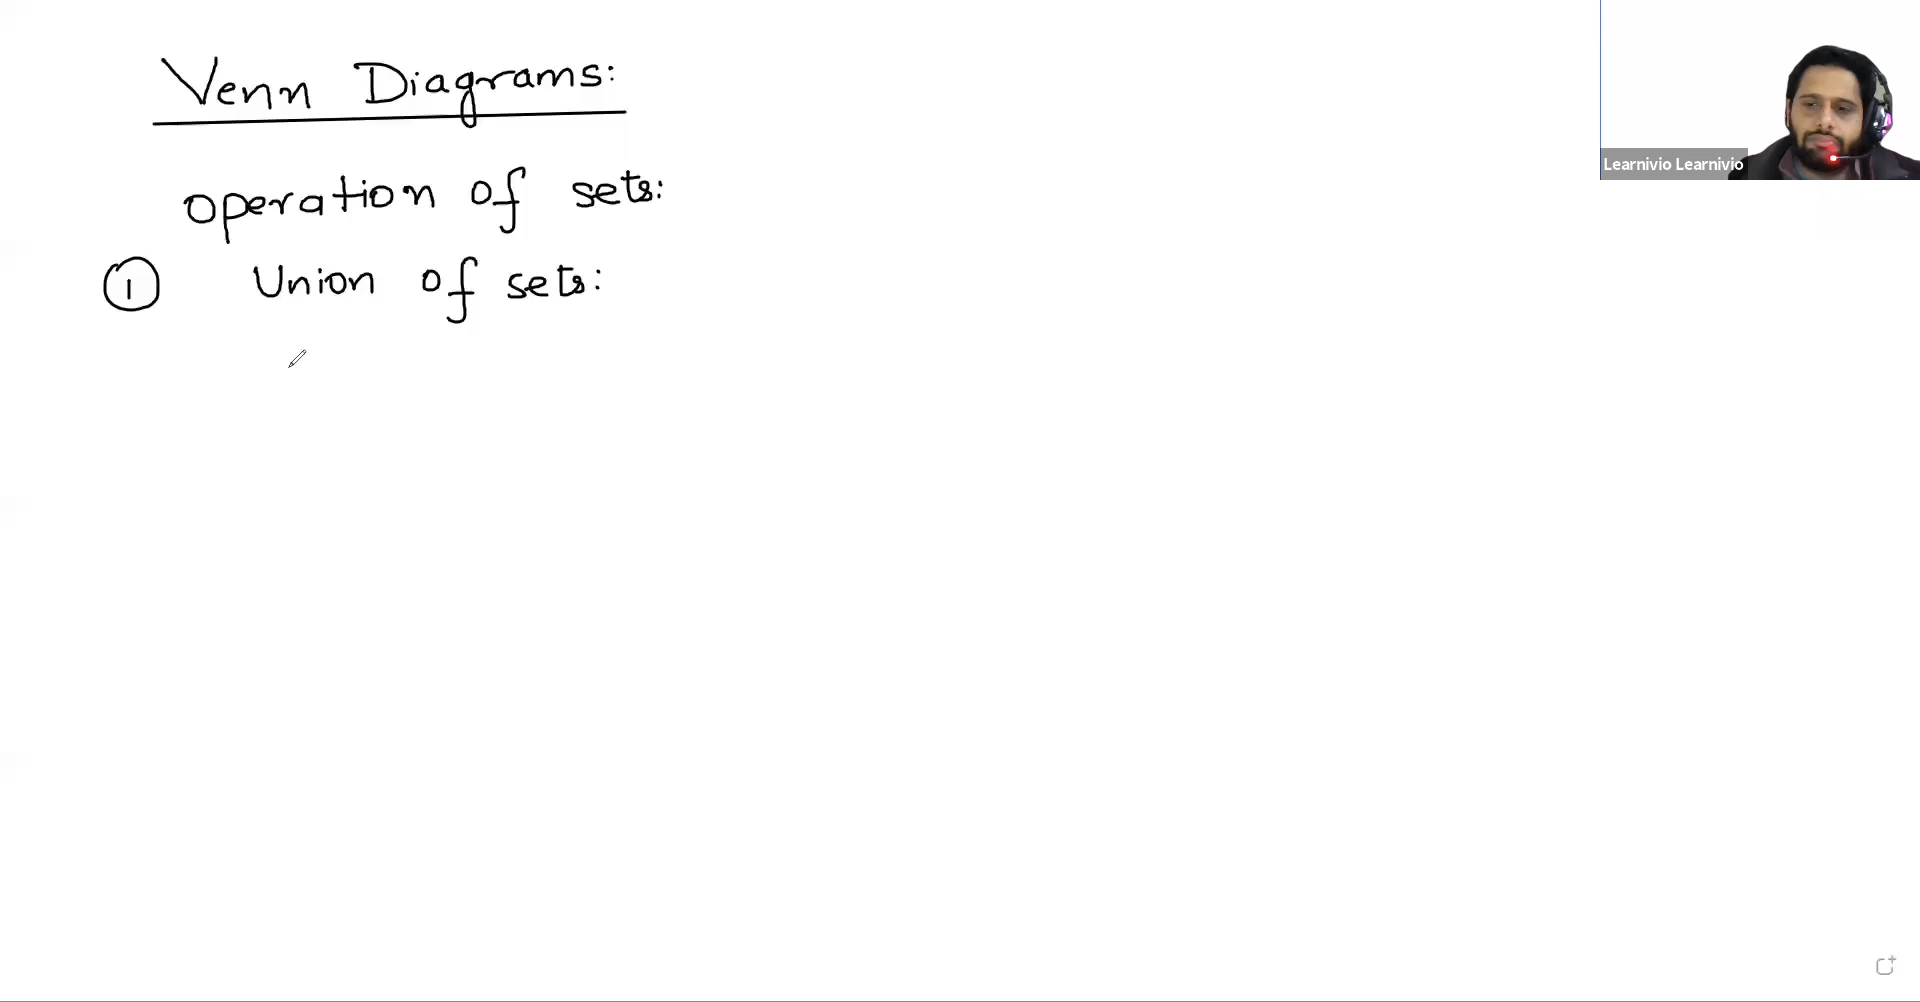 Venn Diagrams:
operation of sets:
① Union of sets:
Learnivio Learnivio